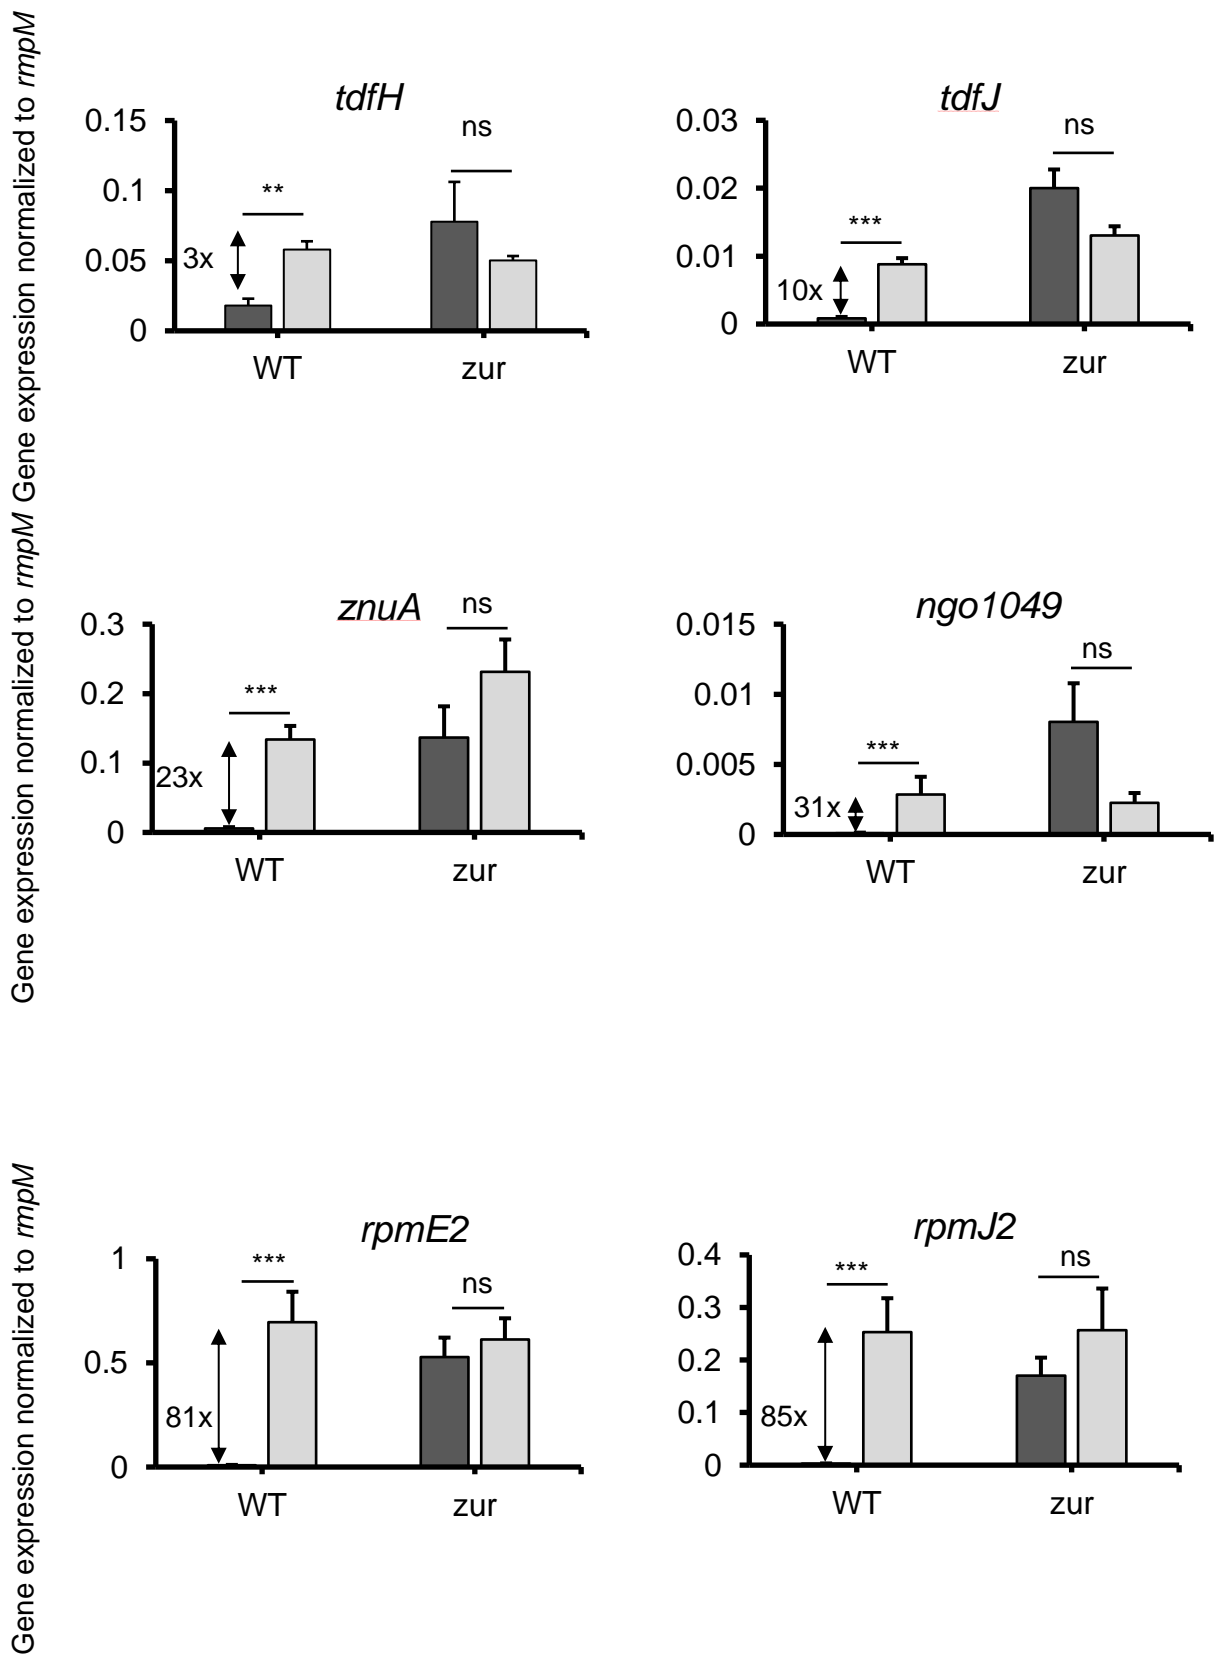 Gene expression normalized to rmpM
Gene expression normalized to rmpM
tdfH
0.15
0.1
0.05
0
**
3x
ns
WT
zur
tdfJ
0.03
0.02
0.01
0
***
10x
ns
WT
zur
znuA
0.3
0.2
0.1
0
***
23x
ns
WT
zur
ngo1049
0.015
0.01
0.005
0
***
31x
ns
WT
zur
Gene expression normalized to rmpM
rpmE2
1
0.5
0
***
81x
ns
WT
zur
rpmJ2
0.4
0.3
0.2
0.1
0
***
85x
ns
WT
zur